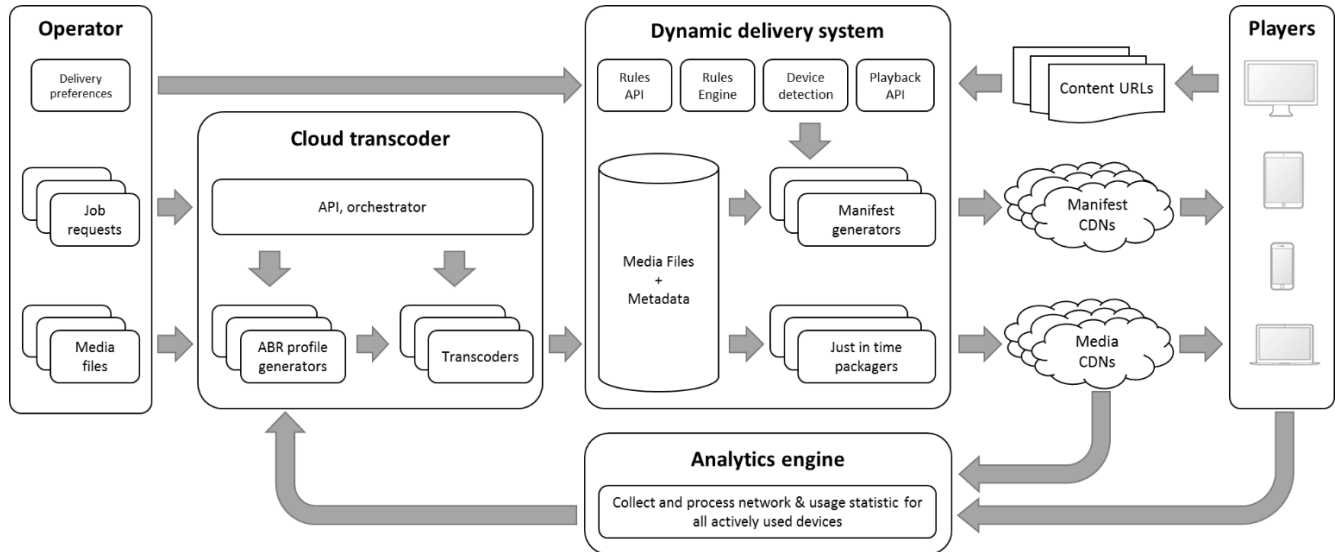 Operator
Delivery
preferences
Job
requests
Media
files
Cloud transcoder
API, orchestrator
ABR profile
generators
Transcoders
Dynamic delivery system
Rules
API
Rules
Engine
Device
detection
Playback
API
Media Files
+
Metadata
Manifest
generators
Just in time
packagers
Content URLs
Manifest
CDNs
Media
CDNs
Players
Analytics engine
Collect and process network & usage statistic for
all actively used devices